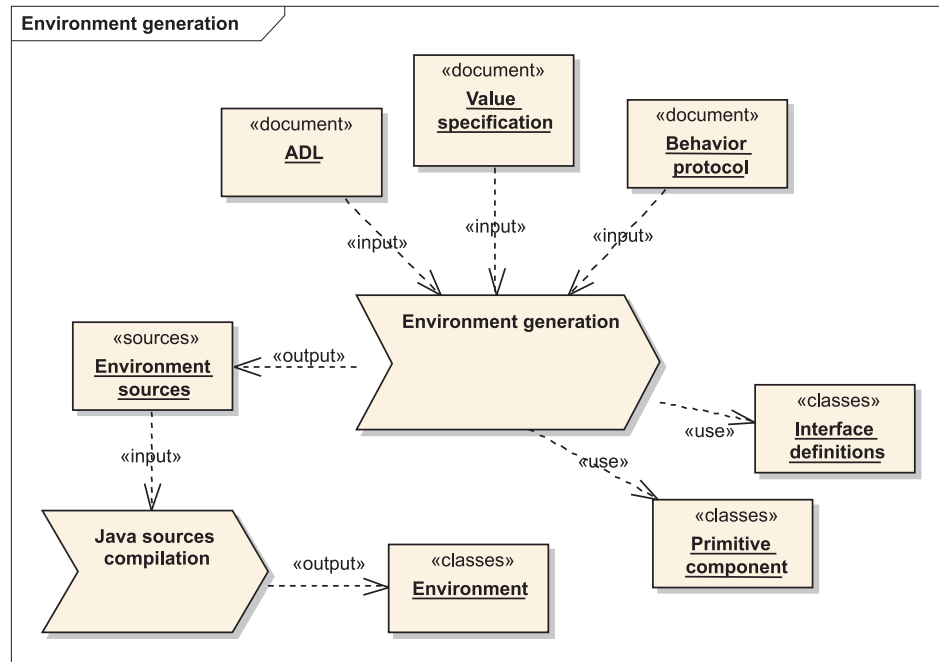 Environment generation
«document»
Value
specification
«document»
ADL
«document»
Behavior
protocol
«input»
«input»
«input»
Environment generation
«sources»
Environment
sources
«output»
«classes»
Interface
definitions
«use»
«input»
«use»
«classes»
Primitive
component
Java sources
compilation
«output»
«classes»
Environment